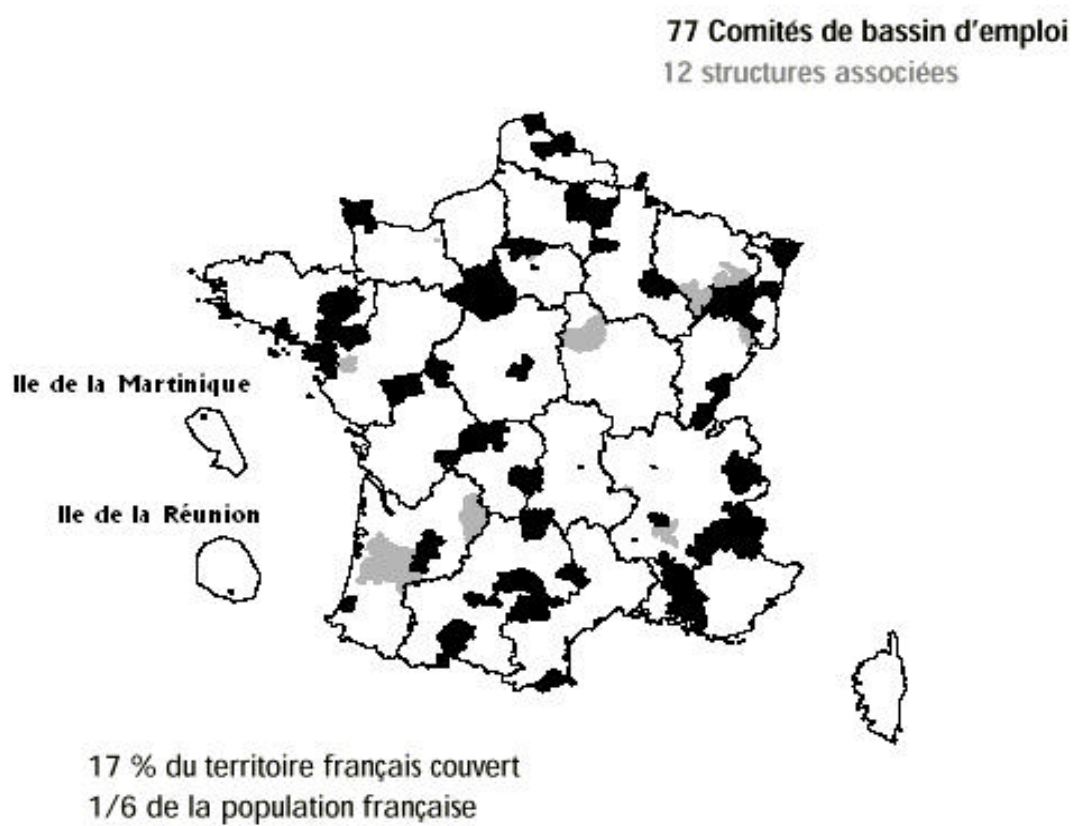 77 Comités de bassin d'emploi
12 structures associées
Ile de la Martinique
Ile de la Réunion
17 % du territoire français couvert
1/6 de la population française